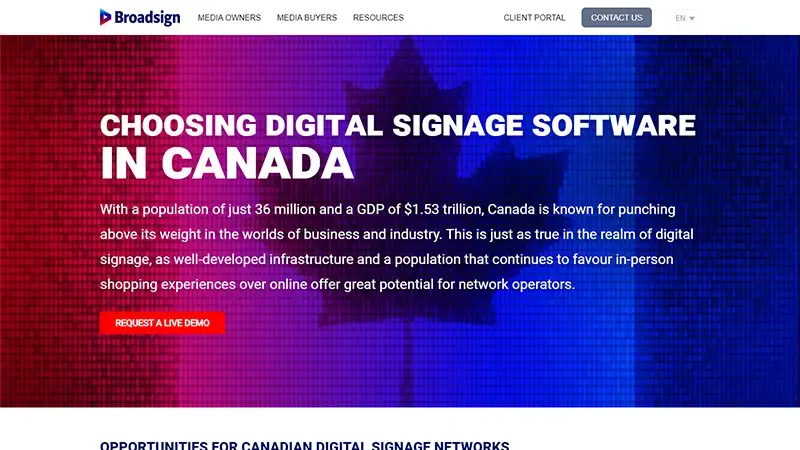 Broadsign
MEDIA OWNERS
MEDIA BUYERS
RESOURCES
CLIENT PORTAL
CONTACT US
EN
CHOOSING DIGITAL SIGNAGE SOFTWARE
IN CANADA
With a population of just 36 million and a GDP of $1.53 trillion, Canada is known for punching
above its weight in the worlds of business and industry. This is just as true in the realm of digital
signage, as well-developed infrastructure and a population that continues to favour in-person
shopping experiences over online offer great potential for network operators.
REQUEST A LIVE DEMO
OPPORTUNITIES FOR CANADIAN DIGITAL SIGNAGE NETWORKS